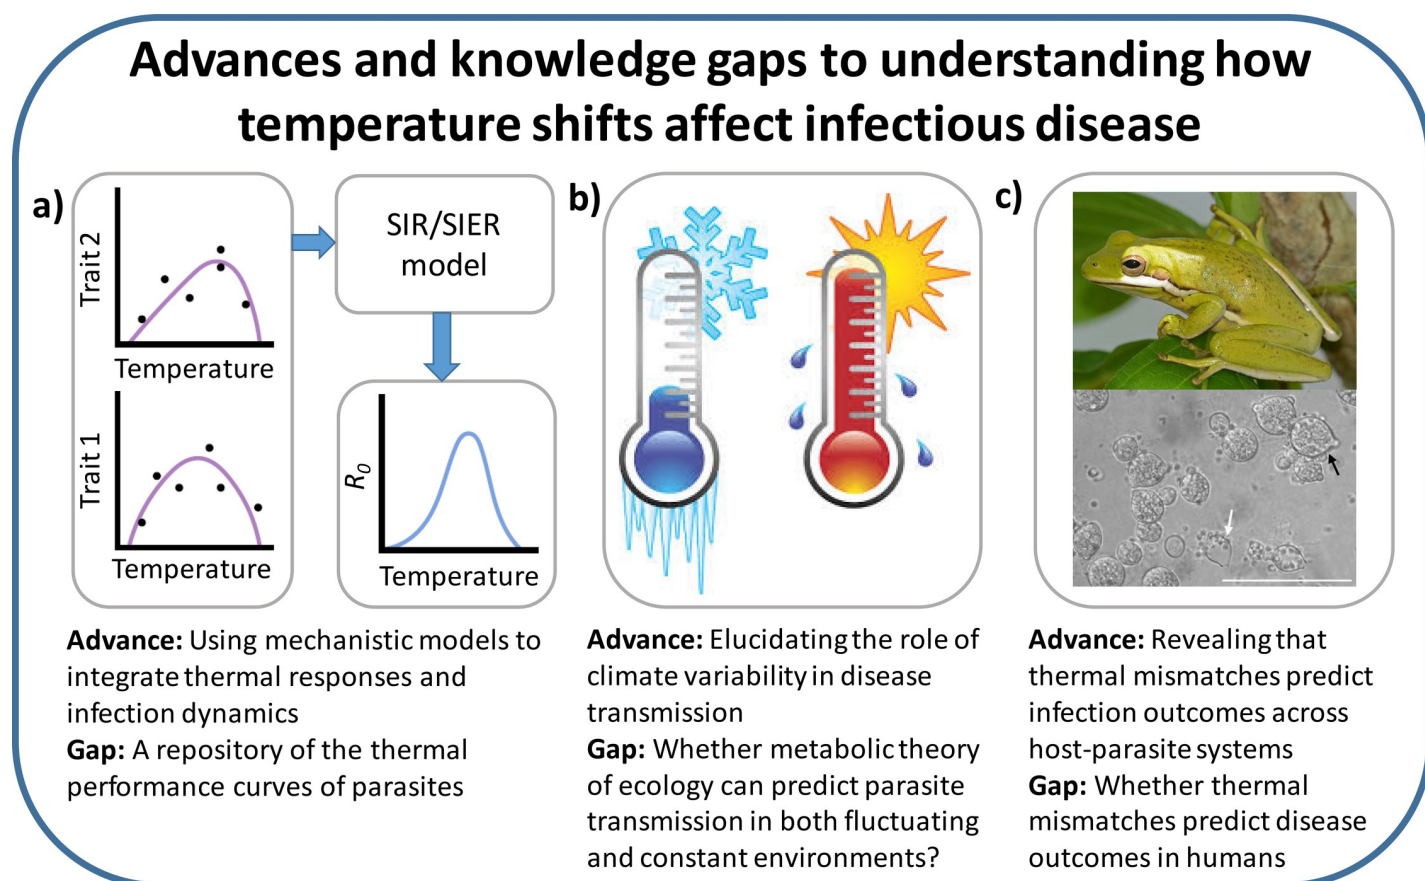 Advances and knowledge gaps to understanding how
temperature shifts affect infectious disease
a)
Trait 2
Temperature
Trait 1
Temperature
SIR/SIER
model
R0
Temperature
Advance: Using mechanistic models to
integrate thermal responses and
infection dynamics
Gap: A repository of the thermal
performance curves of parasites
b)
Advance: Elucidating the role of
climate variability in disease
transmission
Gap: Whether metabolic theory
of ecology can predict parasite
transmission in both fluctuating
and constant environments?
c)
Advance: Revealing that
thermal mismatches predict
infection outcomes across
host-parasite systems
Gap: Whether thermal
mismatches predict disease
outcomes in humans